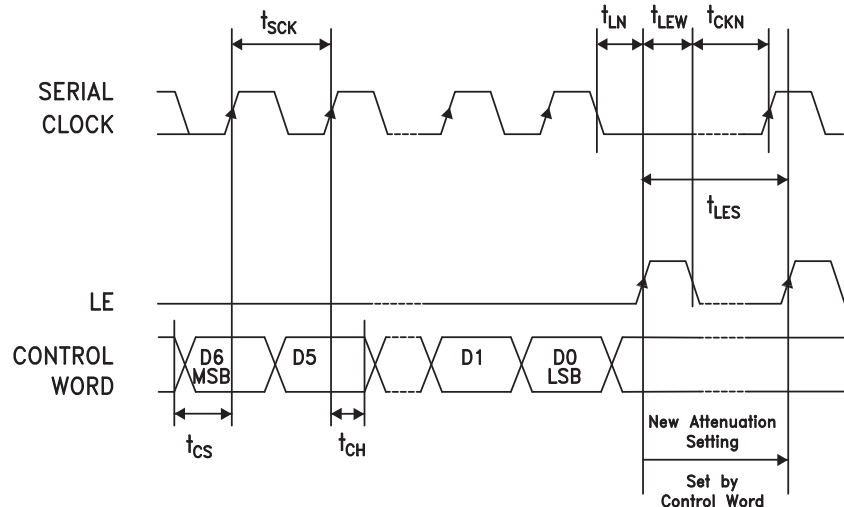 tSCK
tLN
tLEW
tCKN
SERIAL
CLOCK
tLES
LE
CONTROL
WORD
D6
MSB
D5
D1
D0
LSB
tCS
tCH
New Attenuation
Setting
Set by
Control Word